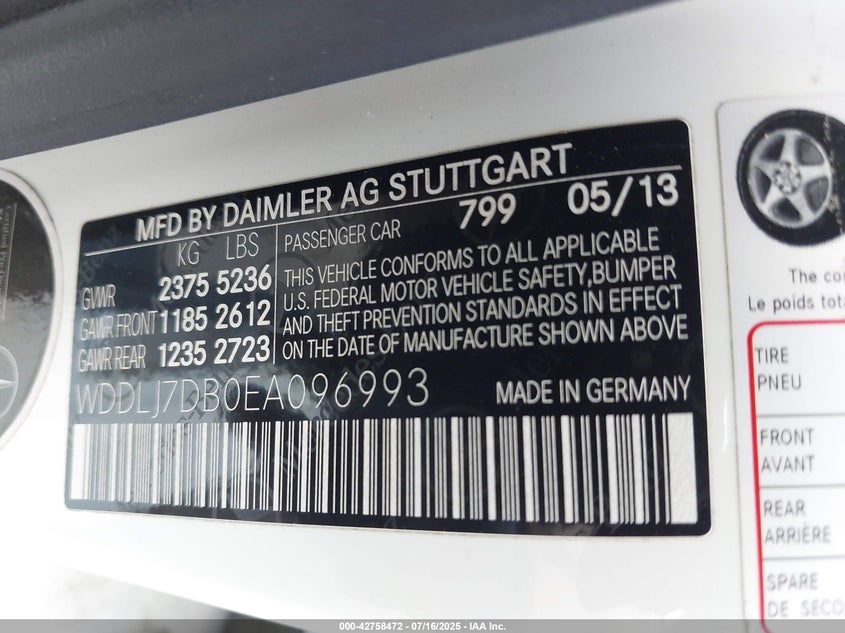 MFD BY DAIMLER AG STUTTGART
KG LBS
GVWR 2375 5236
GAWR FRONT 1185 2612
GAWR REAR 1235 2723
PASSENGER CAR 799 05/13
THIS VEHICLE CONFORMS TO ALL APPLICABLE
U.S. FEDERAL MOTOR VEHICLE SAFETY, BUMPER
AND THEFT PREVENTION STANDARDS IN EFFECT
ON THE DATE OF MANUFACTURE SHOWN ABOVE
WDDLJ7DB0EA096993
MADE IN GERMANY
The co
Le poids tota
TIRE
PNEU
FRONT
AVANT
REAR
ARRIÈRE
SPARE
DE SECO
000-42758472 - 07/16/2025 - IAA Inc.